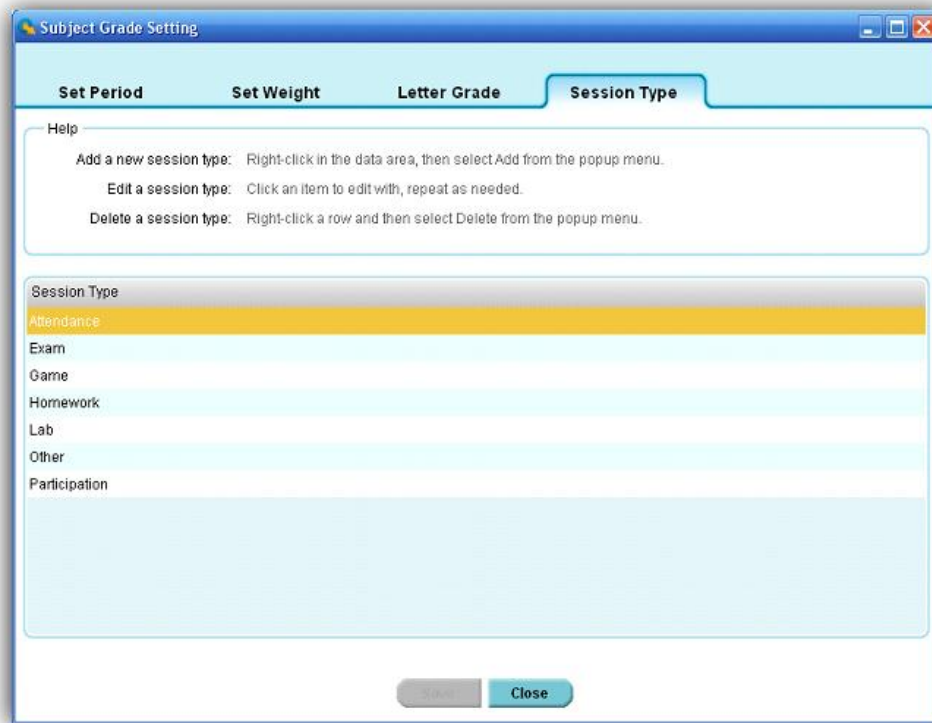 Subject Grade Setting
Set Period Set Weight Letter Grade Session Type
Help
Add a new session type: Right-click in the data area, then select Add from the popup menu.
Edit a session type: Click an item to edit with, repeat as needed.
Delete a session type: Right-click a row and then select Delete from the popup menu.
Session Type
Attendance
Exam
Game
Homework
Lab
Other
Participation
Save Close